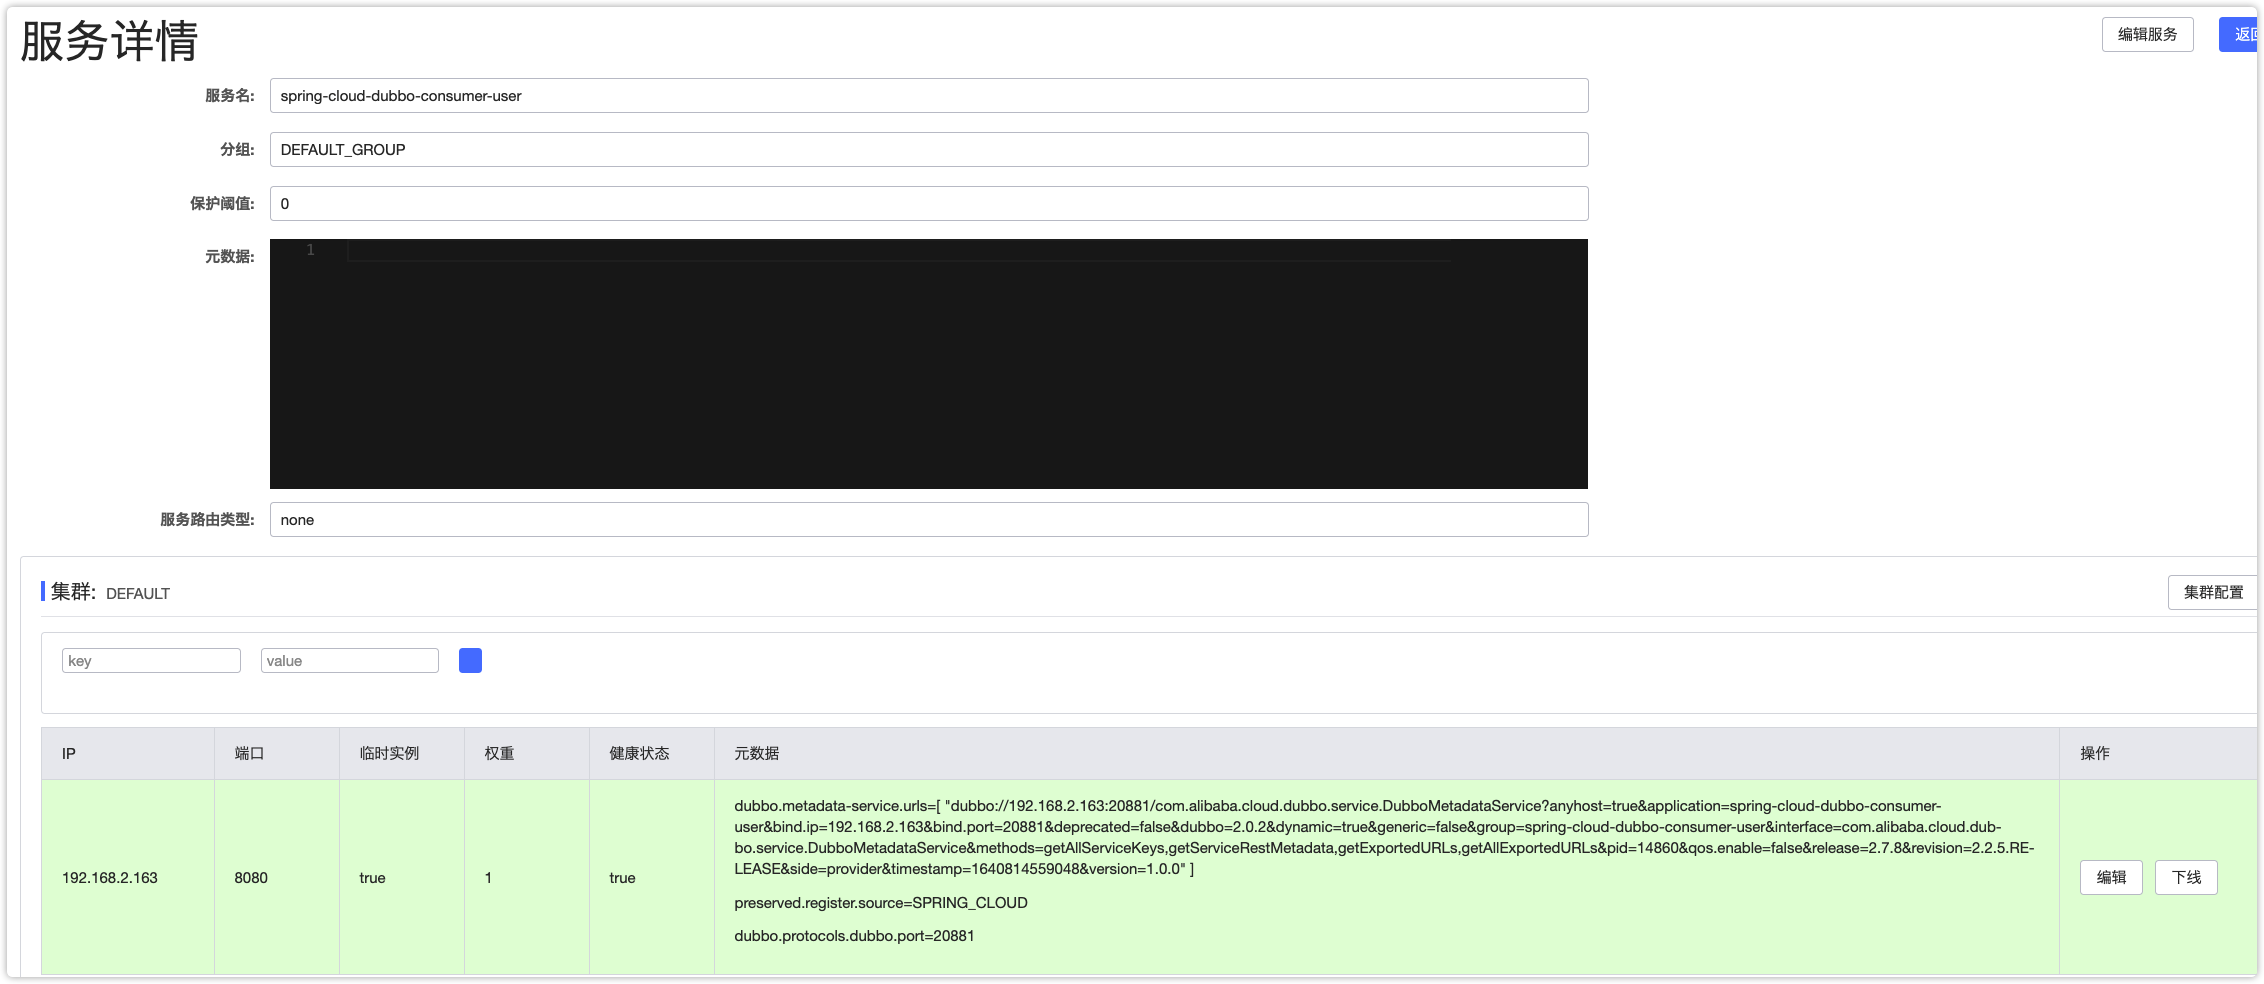 服务详情
编辑服务
返回
服务名:
spring-cloud-dubbo-consumer-user
分组:
DEFAULT_GROUP
保护阈值:
0
元数据:
1
服务路由类型:
none
集群:
DEFAULT
集群配置
key
value
IP
端口
临时实例
权重
健康状态
元数据
操作
192.168.2.163
8080
true
1
true
dubbo.metadata-service.urls=[ "dubbo://192.168.2.163:20881/com.alibaba.cloud.dubbo.service.DubboMetadataService?anyhost=true&application=spring-cloud-dubbo-consumer-
user&bind.ip=192.168.2.163&bind.port=20881&deprecated=false&dubbo=2.0.2&dynamic=true&generic=false&group=spring-cloud-dubbo-consumer-user&interface=com.alibaba.cloud.dub-
bo.service.DubboMetadataService&methods=getAllServiceKeys,getServiceRestMetadata,getExportedURLs,getAllExportedURLs&pid=14860&qos.enable=false&release=2.7.8&revision=2.2.5.RE-
LEASE&side=provider&timestamp=1640814559048&version=1.0.0" ]
preserved.register.source=SPRING_CLOUD
dubbo.protocols.dubbo.port=20881
编辑
下线